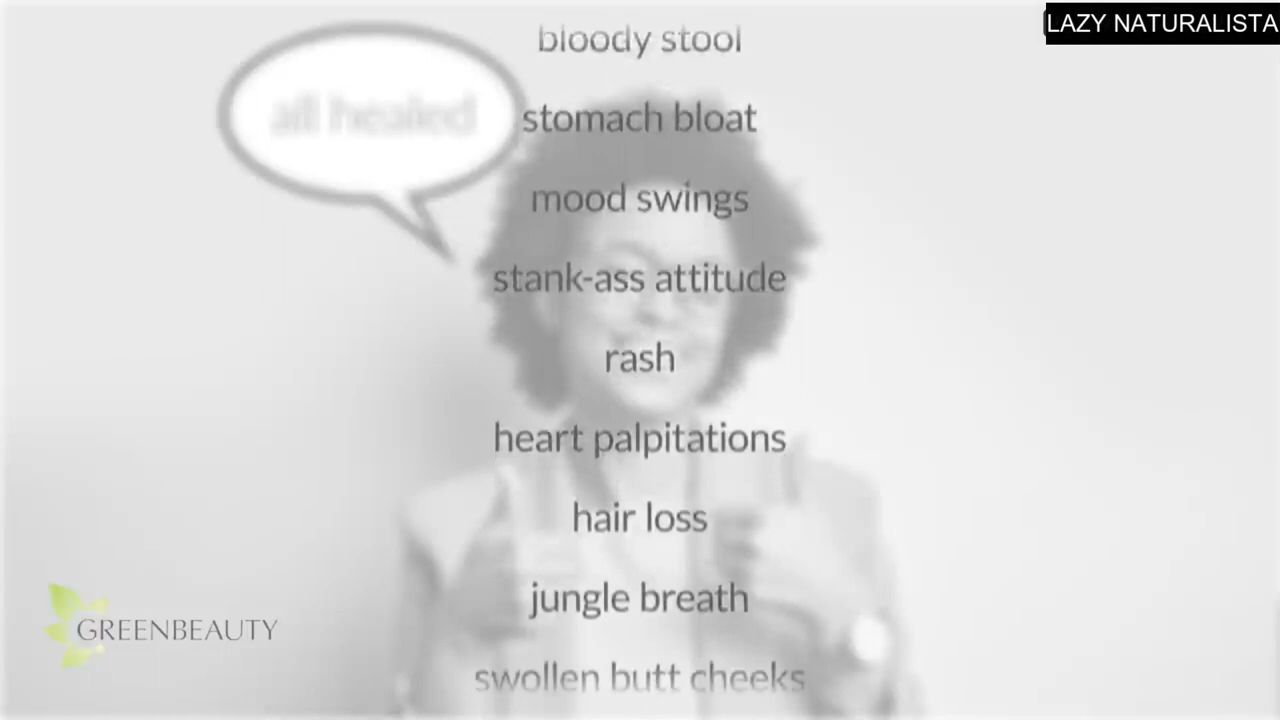 LAZY NATURALISTA
bloody stool
all healed
stomach bloat
mood swings
stank-ass attitude
rash
heart palpitations
hair loss
jungle breath
GREENBEAUTY
swollen butt cheeks